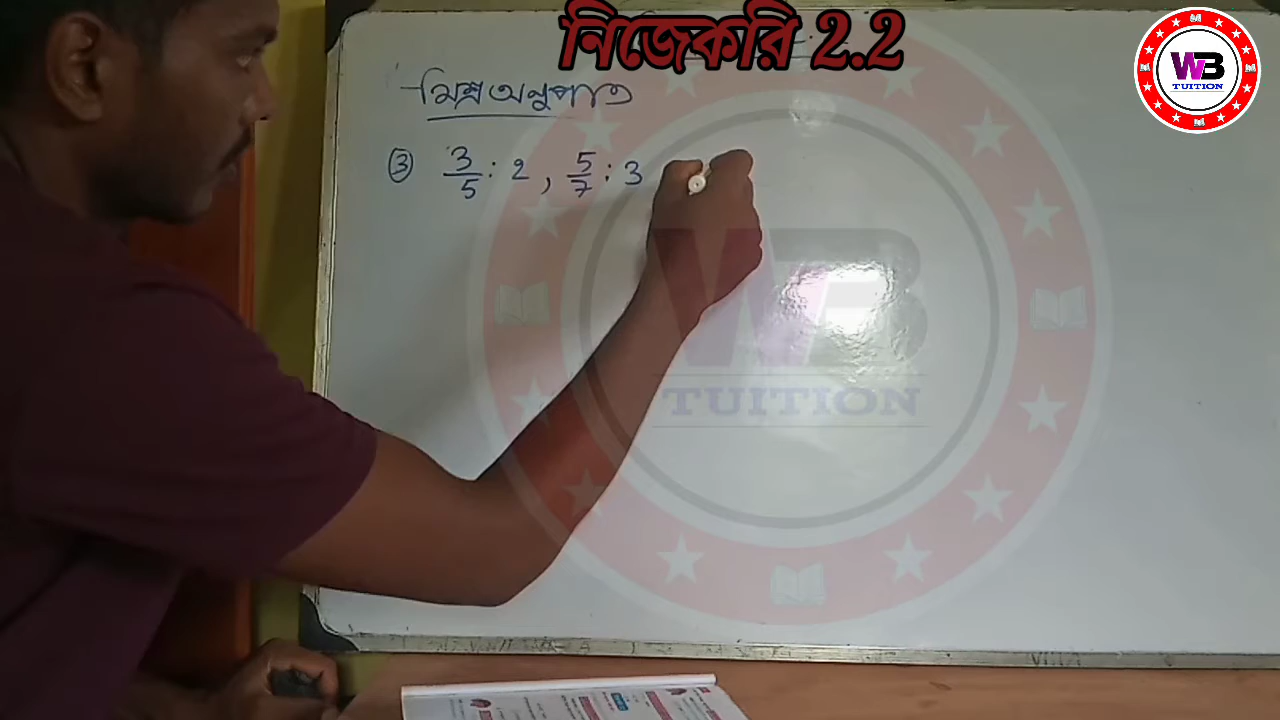 নিজেকরি 2.2
WB
TUITION
মিশ্র অনুপাত
③ 3/5 : 2 , 5/7 : 3
WB
TUITION